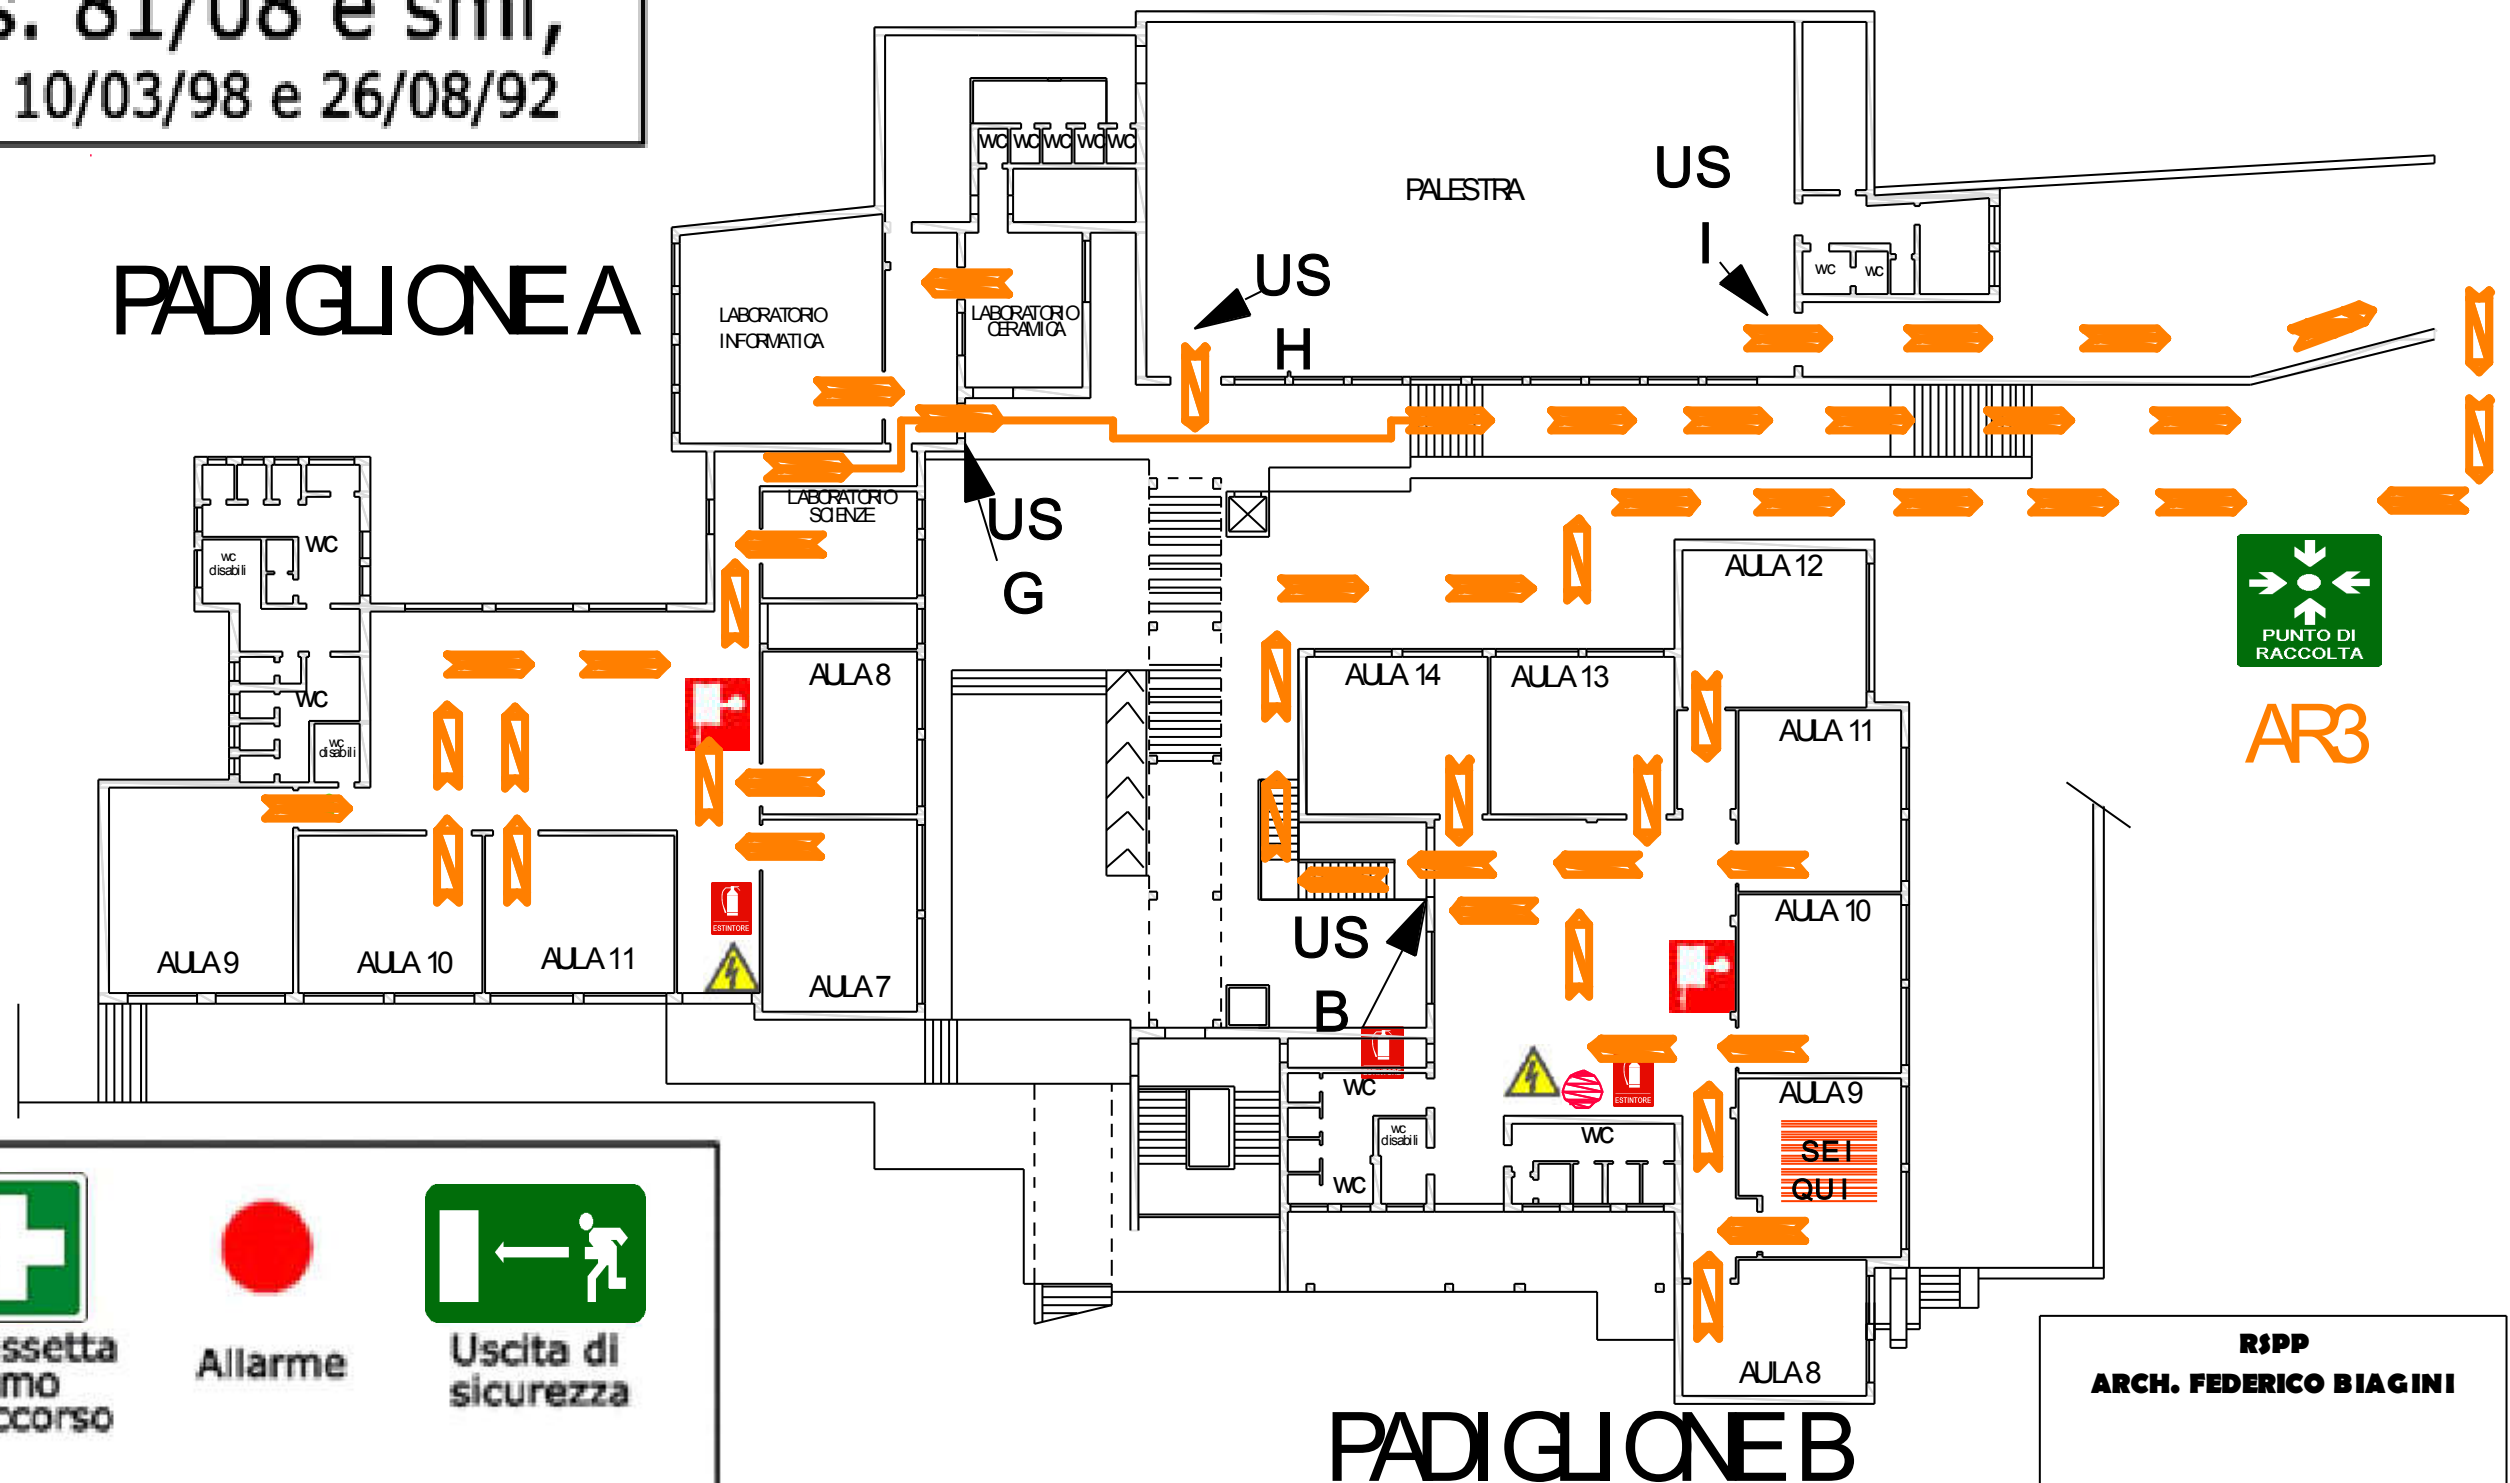 s. 81/08 e smi,
10/03/98 e 26/08/92
PADIGLIONE A
WC
WC
WC
WC
WC
PALESTRA
US
I
US
H
WC
WC
LABORATORIO
INFORMATICA
LABORATORIO
CERAMICA
LABORATORIO
SCIENZE
US
G
WC
wc
disabili
WC
wc
disabili
AULA 8
AULA 14
AULA 13
AULA 12
AULA 11
PUNTO DI
RACCOLTA
AR3
AULA 9
AULA 10
AULA 11
AULA 7
ESTINTORE
US
B
AULA 10
WC
wc
disabili
WC
WC
ESTINTORE
AULA 9
SEI
QUI
AULA 8
PADIGLIONE B
ssetta
mo
ccorso
Allarme
Uscita di
sicurezza
RSPP
ARCH. FEDERICO BIAGINI